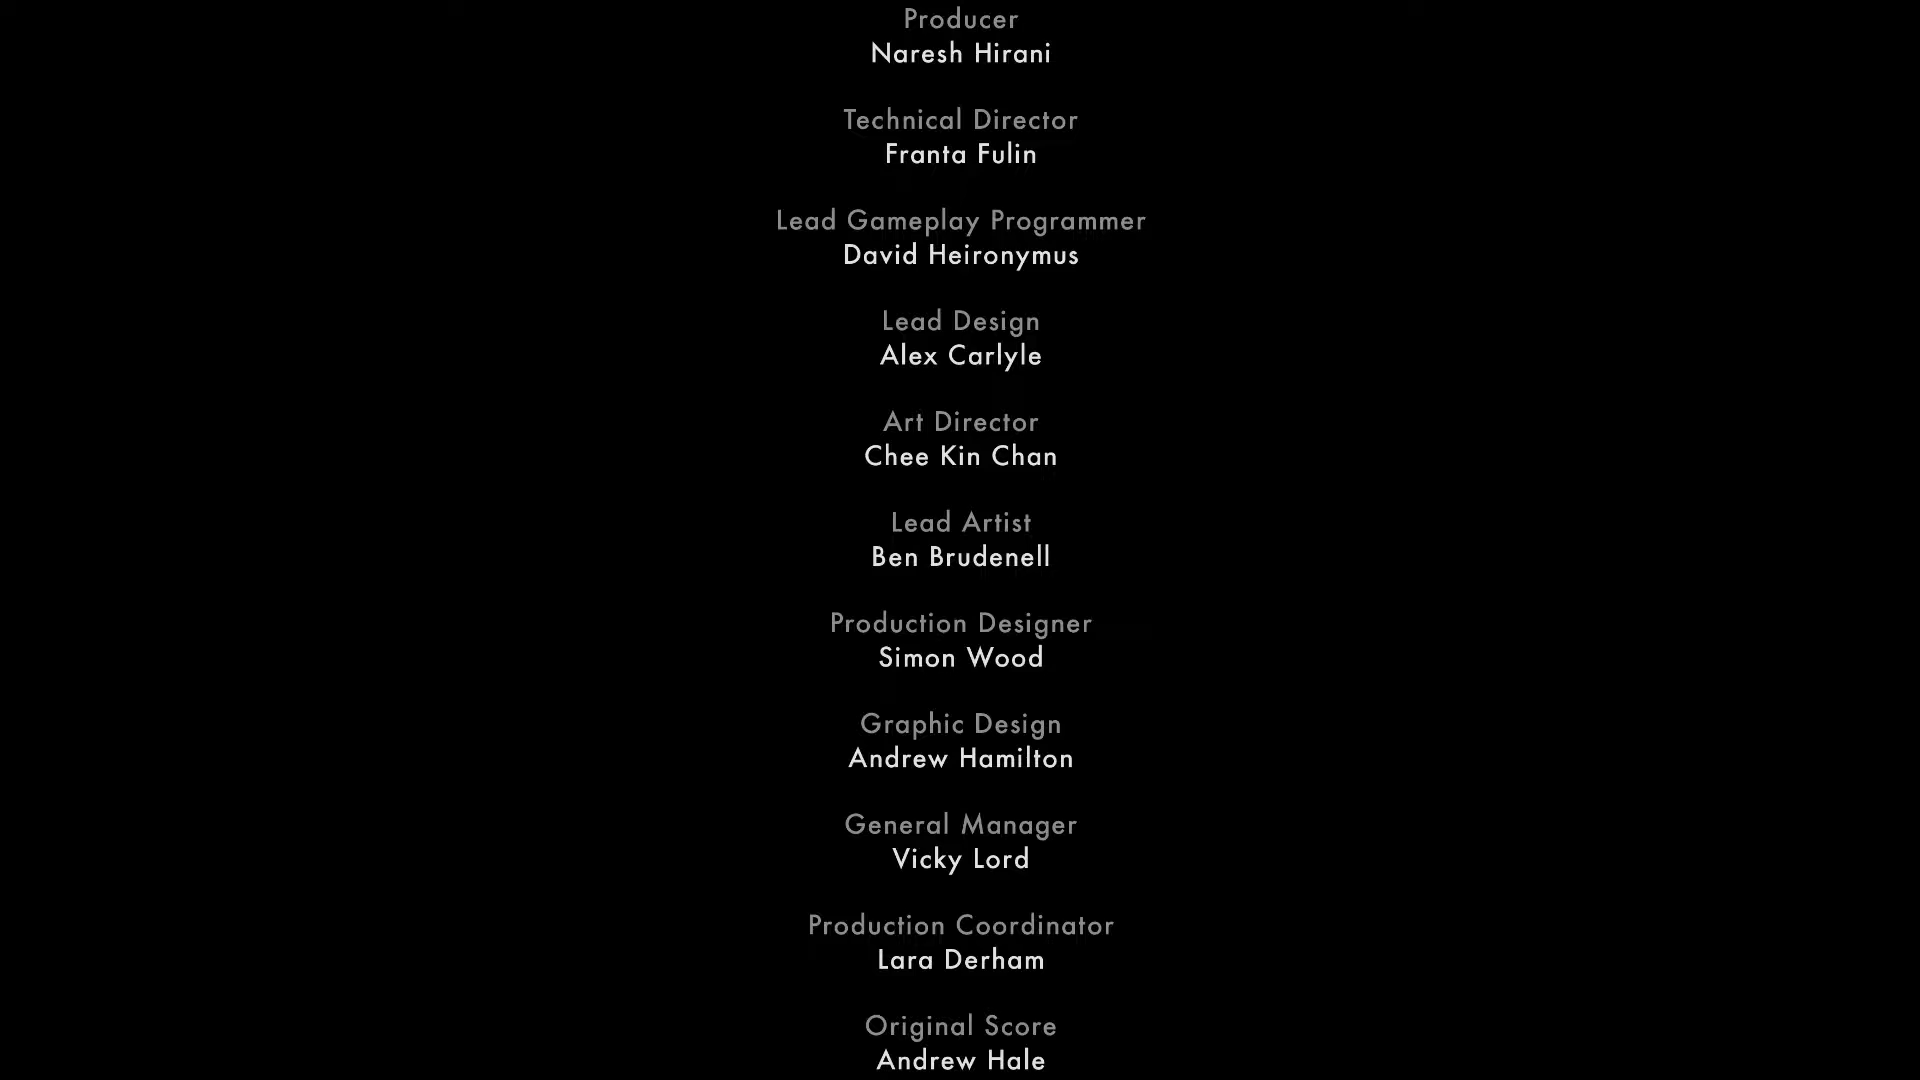 Producer
Naresh Hirani
Technical Director
Franta Fulin
Lead Gameplay Programmer
David Heironymus
Lead Design
Alex Carlyle
Art Director
Chee Kin Chan
Lead Artist
Ben Brudenell
Production Designer
Simon Wood
Graphic Design
Andrew Hamilton
General Manager
Vicky Lord
Production Coordinator
Lara Derham
Original Score
Andrew Hale